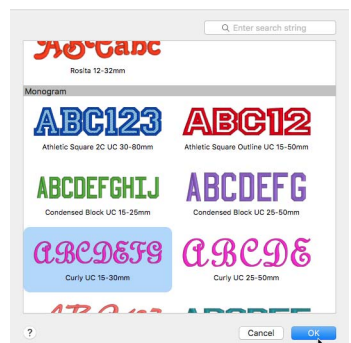 Enter search string
ABCabc
Rosita 12-32mm
Monogram
ABC123 ABC12
Athletic Square 2C UC 30-80mm Athletic Square Outline UC 15-50mm
ABCDEFGHIJ ABCDEFG
Condensed Block UC 15-25mm Condensed Block UC 25-50mm
ABCDEFG ABCDE
Curly UC 15-30mm Curly UC 25-50mm
? Cancel OK